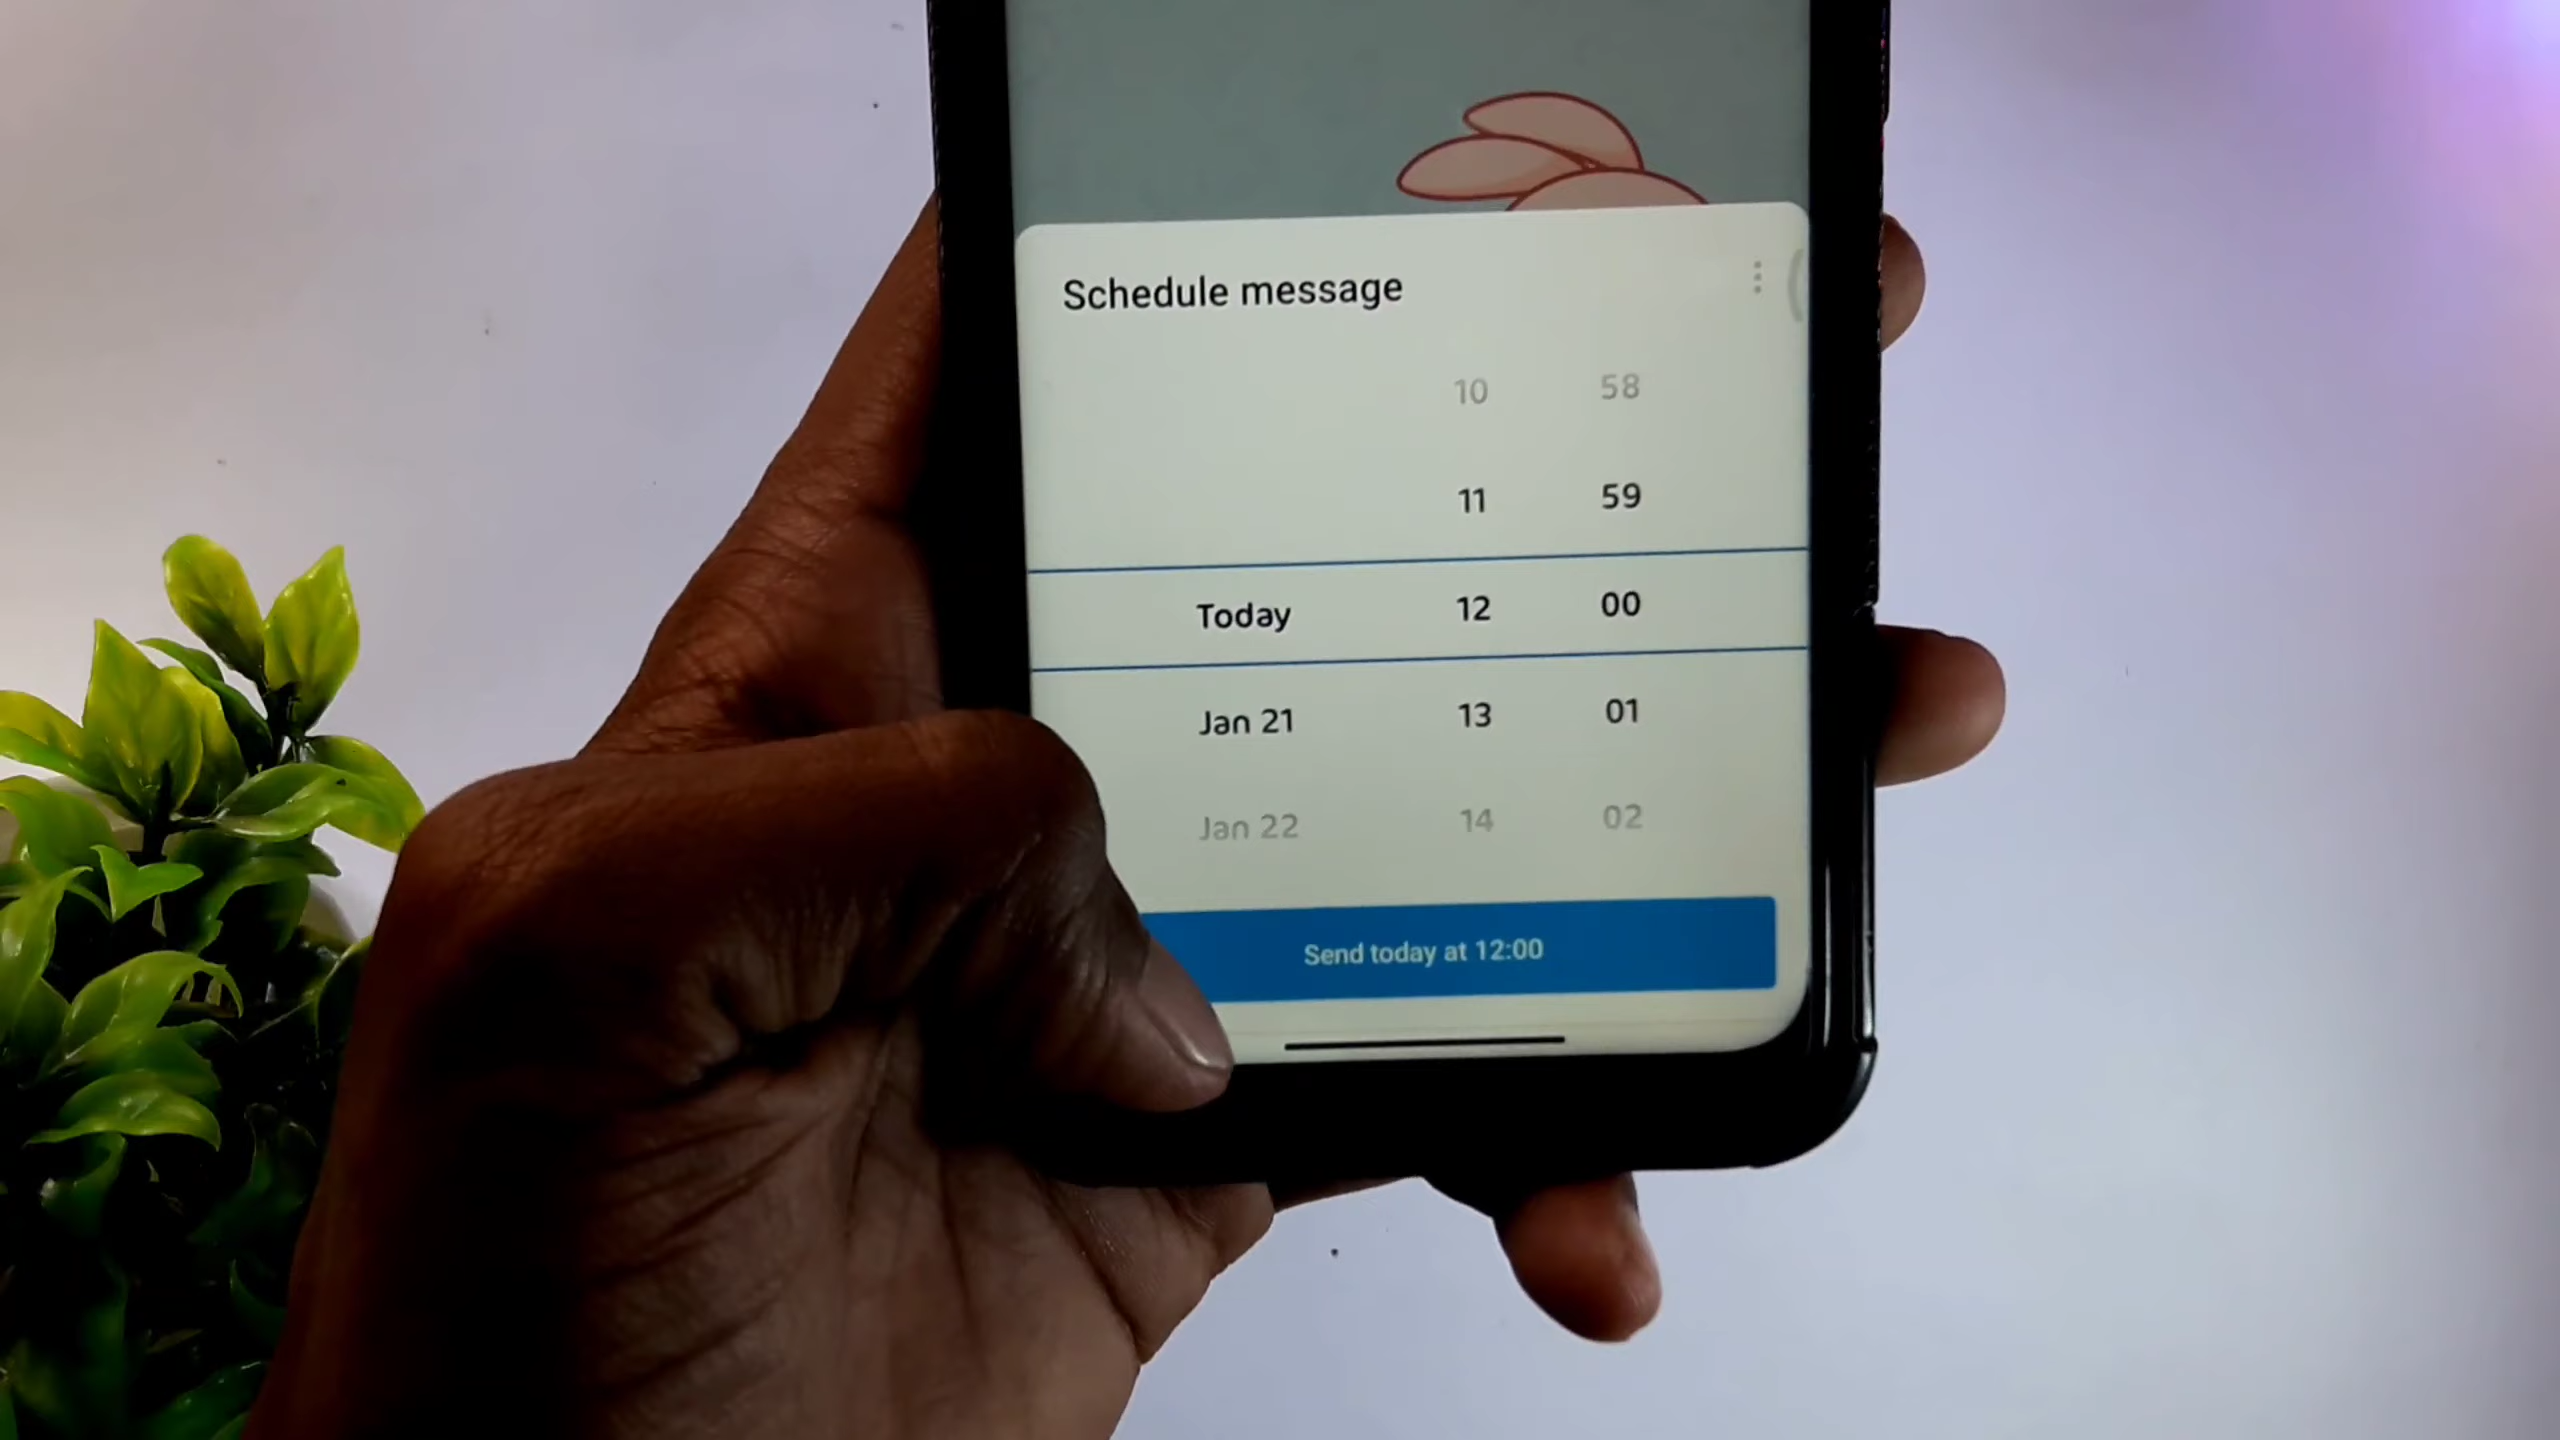 Schedule message
10 58
11 59
Today 12 00
Jan 21 13 01
Jan 22 14 02
Send today at 12:00